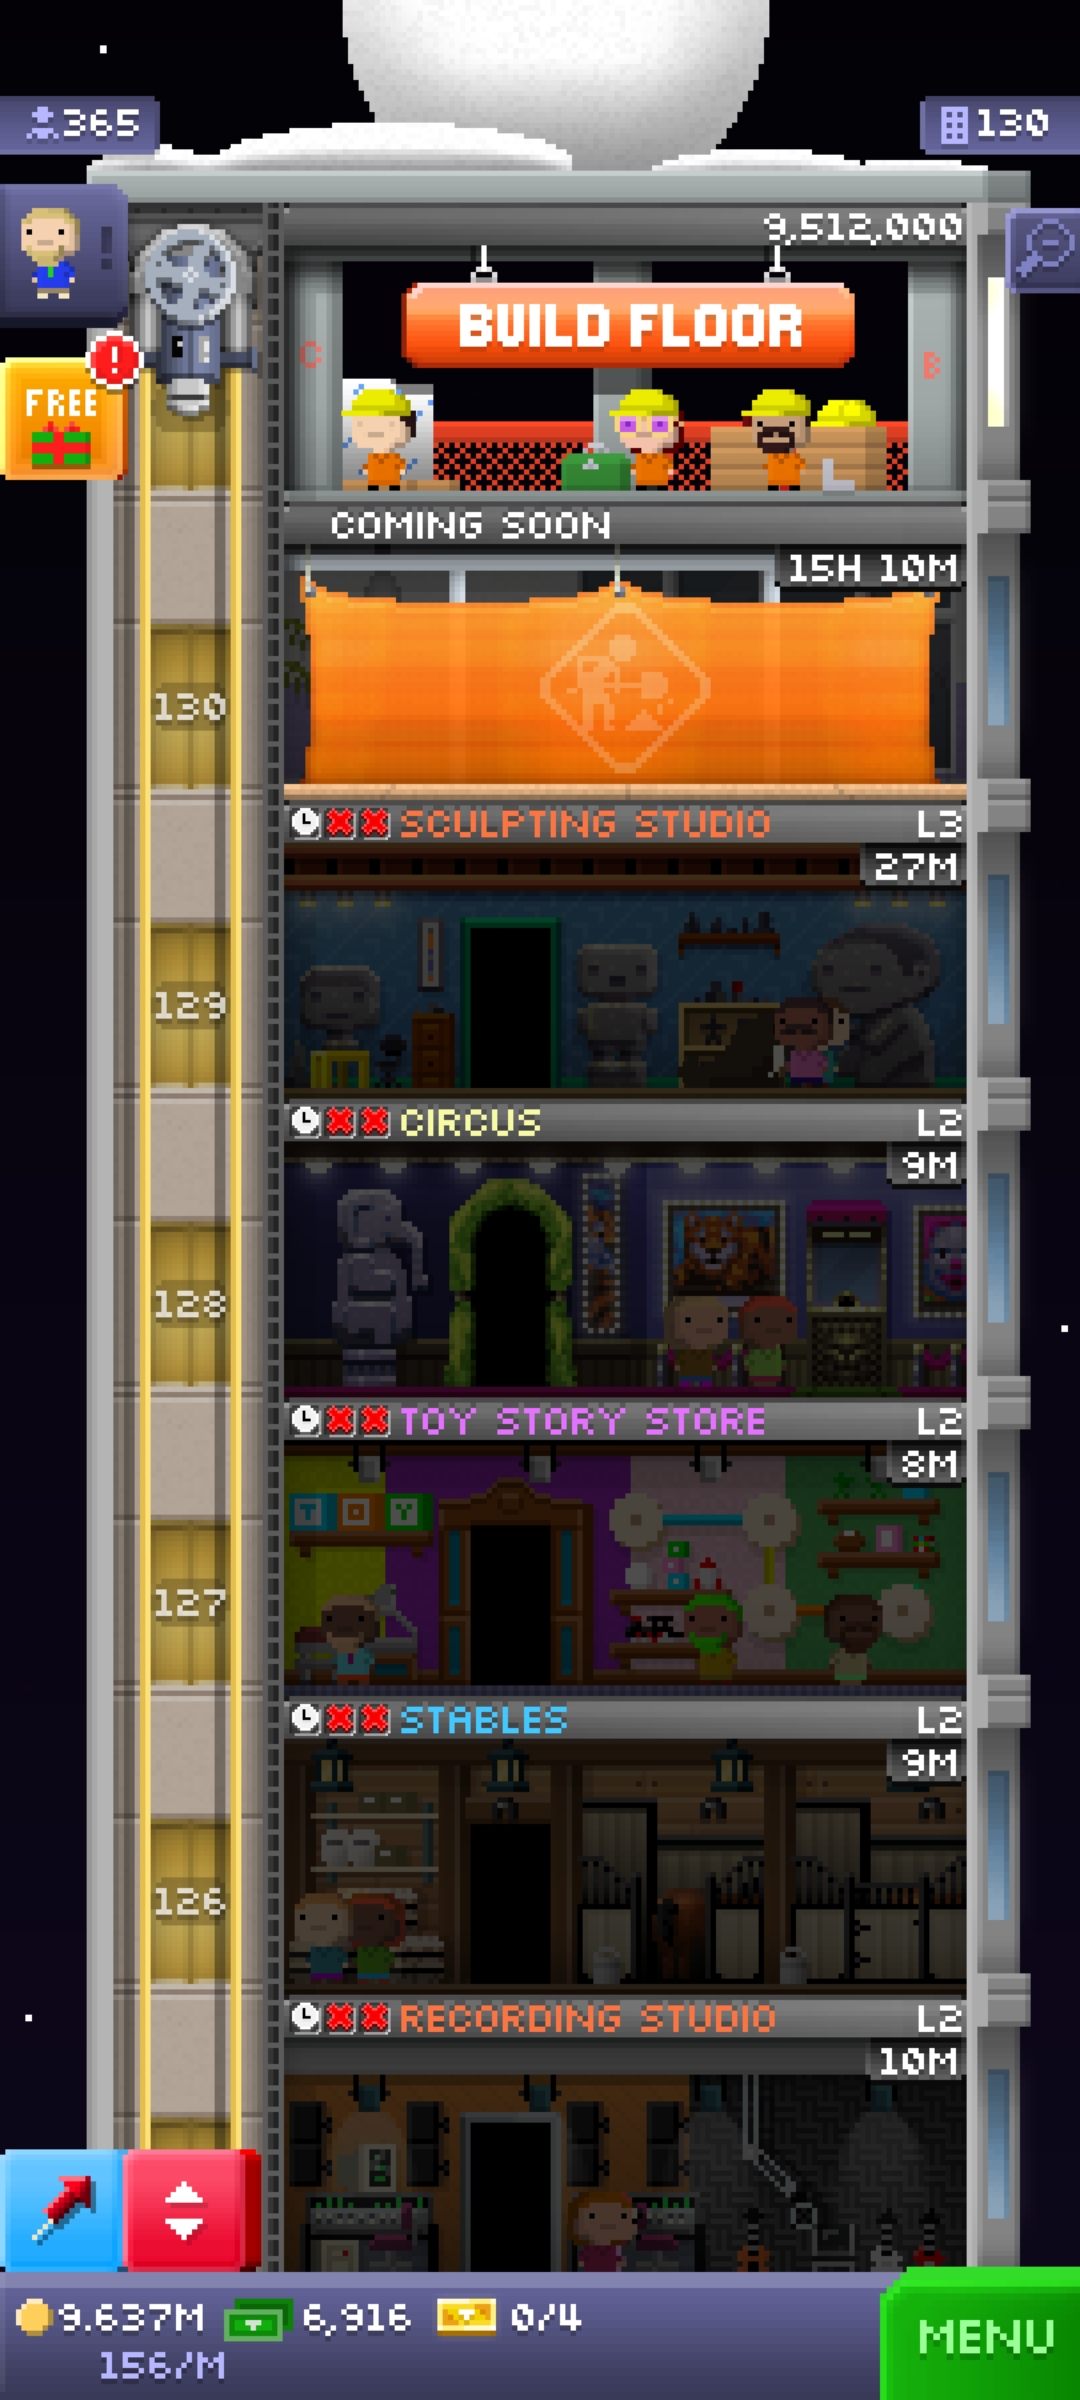 365
130
9,512,000
BUILD FLOOR
C
B
FREE
!
COMING SOON
15H 10M
130
SCULPTING STUDIO L3
27M
129
CIRCUS L2
9M
128
TOY STORY STORE L2
8M
TOY
127
STABLES L2
9M
126
RECORDING STUDIO L2
10M
9.637M 6,916 0/4
156/M
MENU